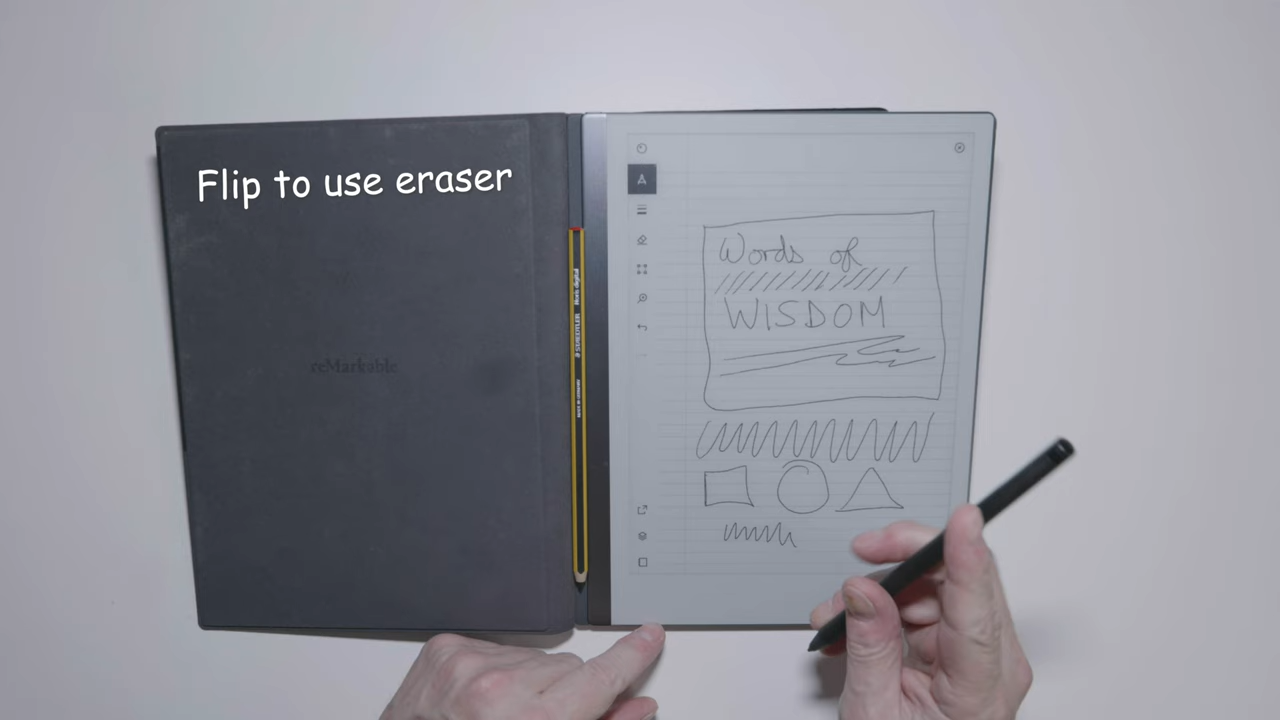 Flip to use eraser
reMarkable
STAEDTLER Noris digital
Words of
WISDOM